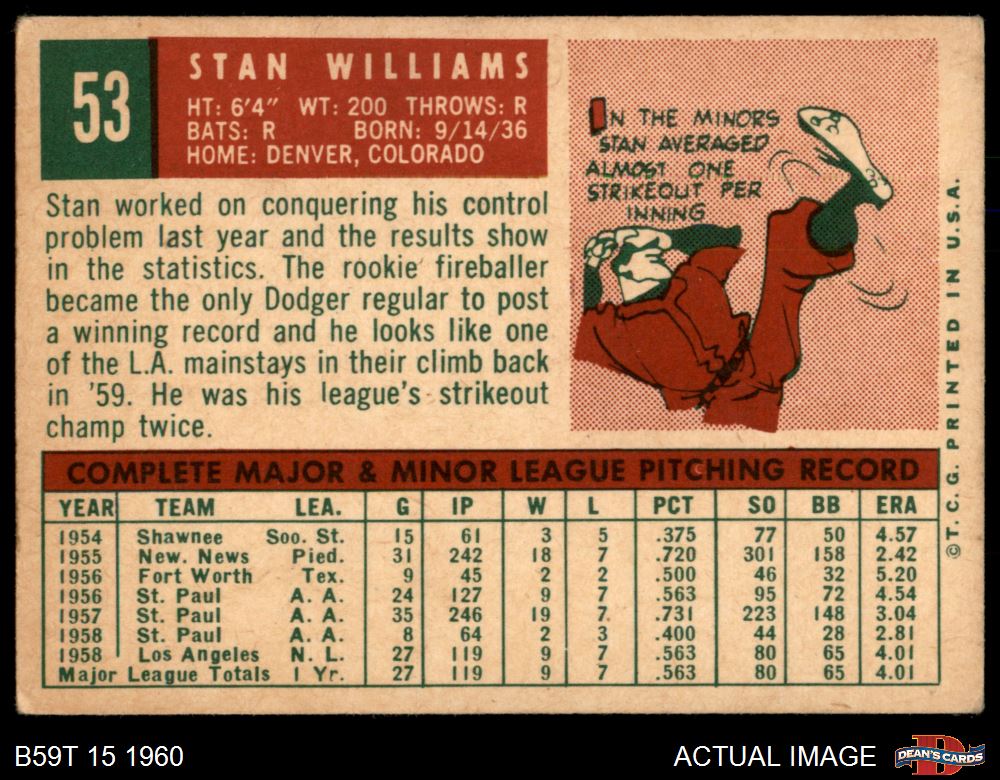 53
STAN WILLIAMS
HT: 6'4" WT: 200 THROWS: R
BATS: R BORN: 9/14/36
HOME: DENVER, COLORADO
Stan worked on conquering his control
problem last year and the results show
in the statistics. The rookie fireballer
became the only Dodger regular to post
a winning record and he looks like one
of the L.A. mainstays in their climb back
in '59. He was his league's strikeout
champ twice.
IN THE MINORS
STAN AVERAGED
ALMOST ONE
STRIKEOUT PER
INNING
COMPLETE MAJOR & MINOR LEAGUE PITCHING RECORD
YEAR TEAM LEA. G IP W L PCT SO BB ERA
1954 Shawnee Soo. St. 15 61 3 5 .375 77 50 4.57
1955 New. News Pied. 31 242 18 7 .720 301 158 2.42
1956 Fort Worth Tex. 9 45 2 2 .500 46 32 5.20
1956 St. Paul A. A. 24 127 9 7 .563 95 72 4.54
1957 St. Paul A. A. 35 246 19 7 .731 223 148 3.04
1958 St. Paul A. A. 8 64 2 3 .400 44 28 2.81
1958 Los Angeles N. L. 27 119 9 7 .563 80 65 4.01
Major League Totals 1 Yr. 27 119 9 7 .563 80 65 4.01
©T. C. G. PRINTED IN U.S.A.
B59T 15 1960
ACTUAL IMAGE
D
DEAN'S CARDS